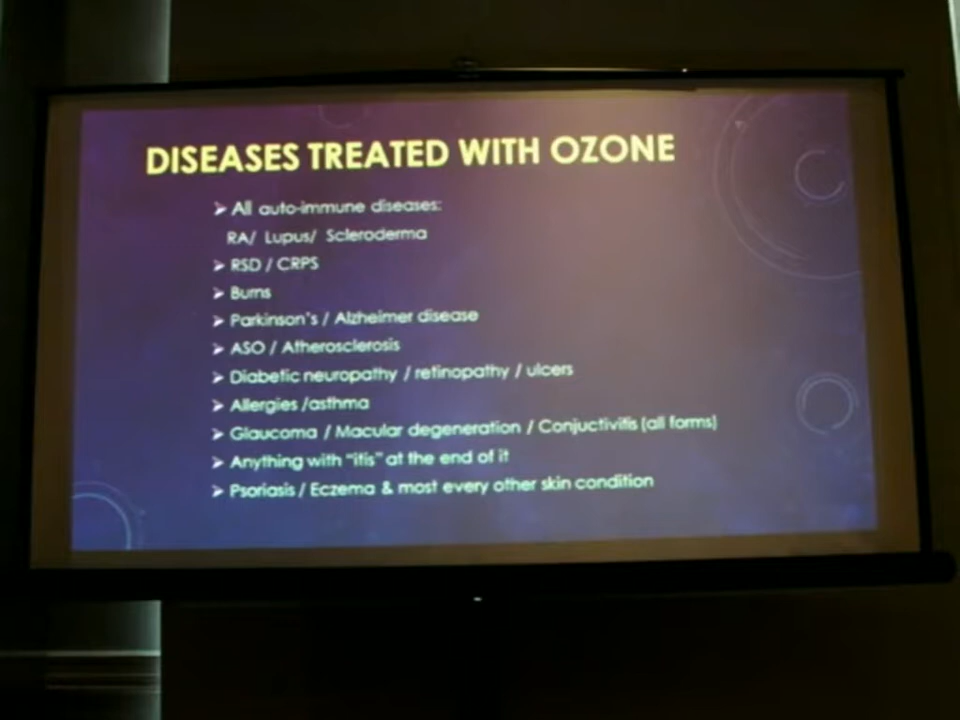 DISEASES TREATED WITH OZONE
➢ All auto-immune diseases:
RA/ Lupus/ Scleroderma
➢ RSD / CRPS
➢ Burns
➢ Parkinson's / Alzheimer disease
➢ ASO / Atherosclerosis
➢ Diabetic neuropathy / retinopathy / ulcers
➢ Allergies /asthma
➢ Glaucoma / Macular degeneration / Conjuctivitis (all forms)
➢ Anything with "itis" at the end of it
➢ Psoriasis / Eczema & most every other skin condition